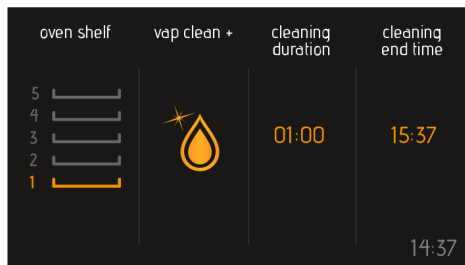 oven shelf
vap clean +
cleaning
duration
cleaning
end time
5
4
3
2
1
01:00
15:37
14:37